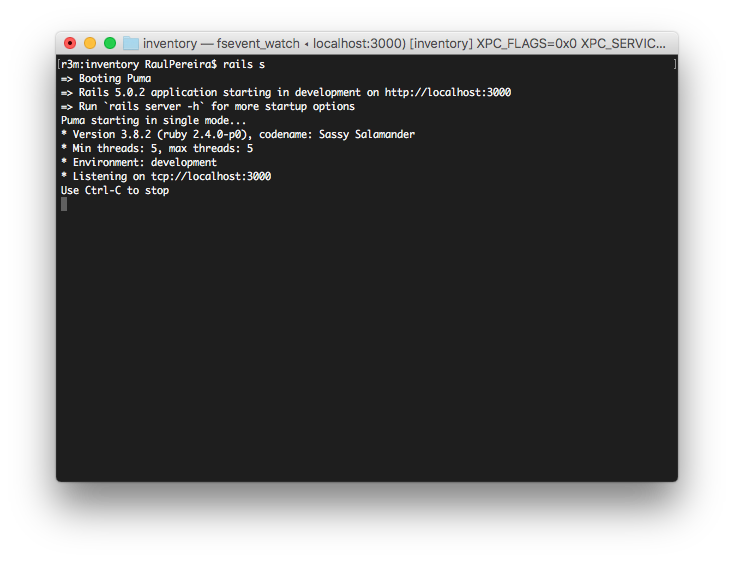 inventory — fsevent_watch ◂ localhost:3000) [inventory] XPC_FLAGS=0x0 XPC_SERVIC...
[r3m:inventory RaulPereira$ rails s ]
=> Booting Puma
=> Rails 5.0.2 application starting in development on http://localhost:3000
=> Run `rails server -h` for more startup options
Puma starting in single mode...
* Version 3.8.2 (ruby 2.4.0-p0), codename: Sassy Salamander
* Min threads: 5, max threads: 5
* Environment: development
* Listening on tcp://localhost:3000
Use Ctrl-C to stop